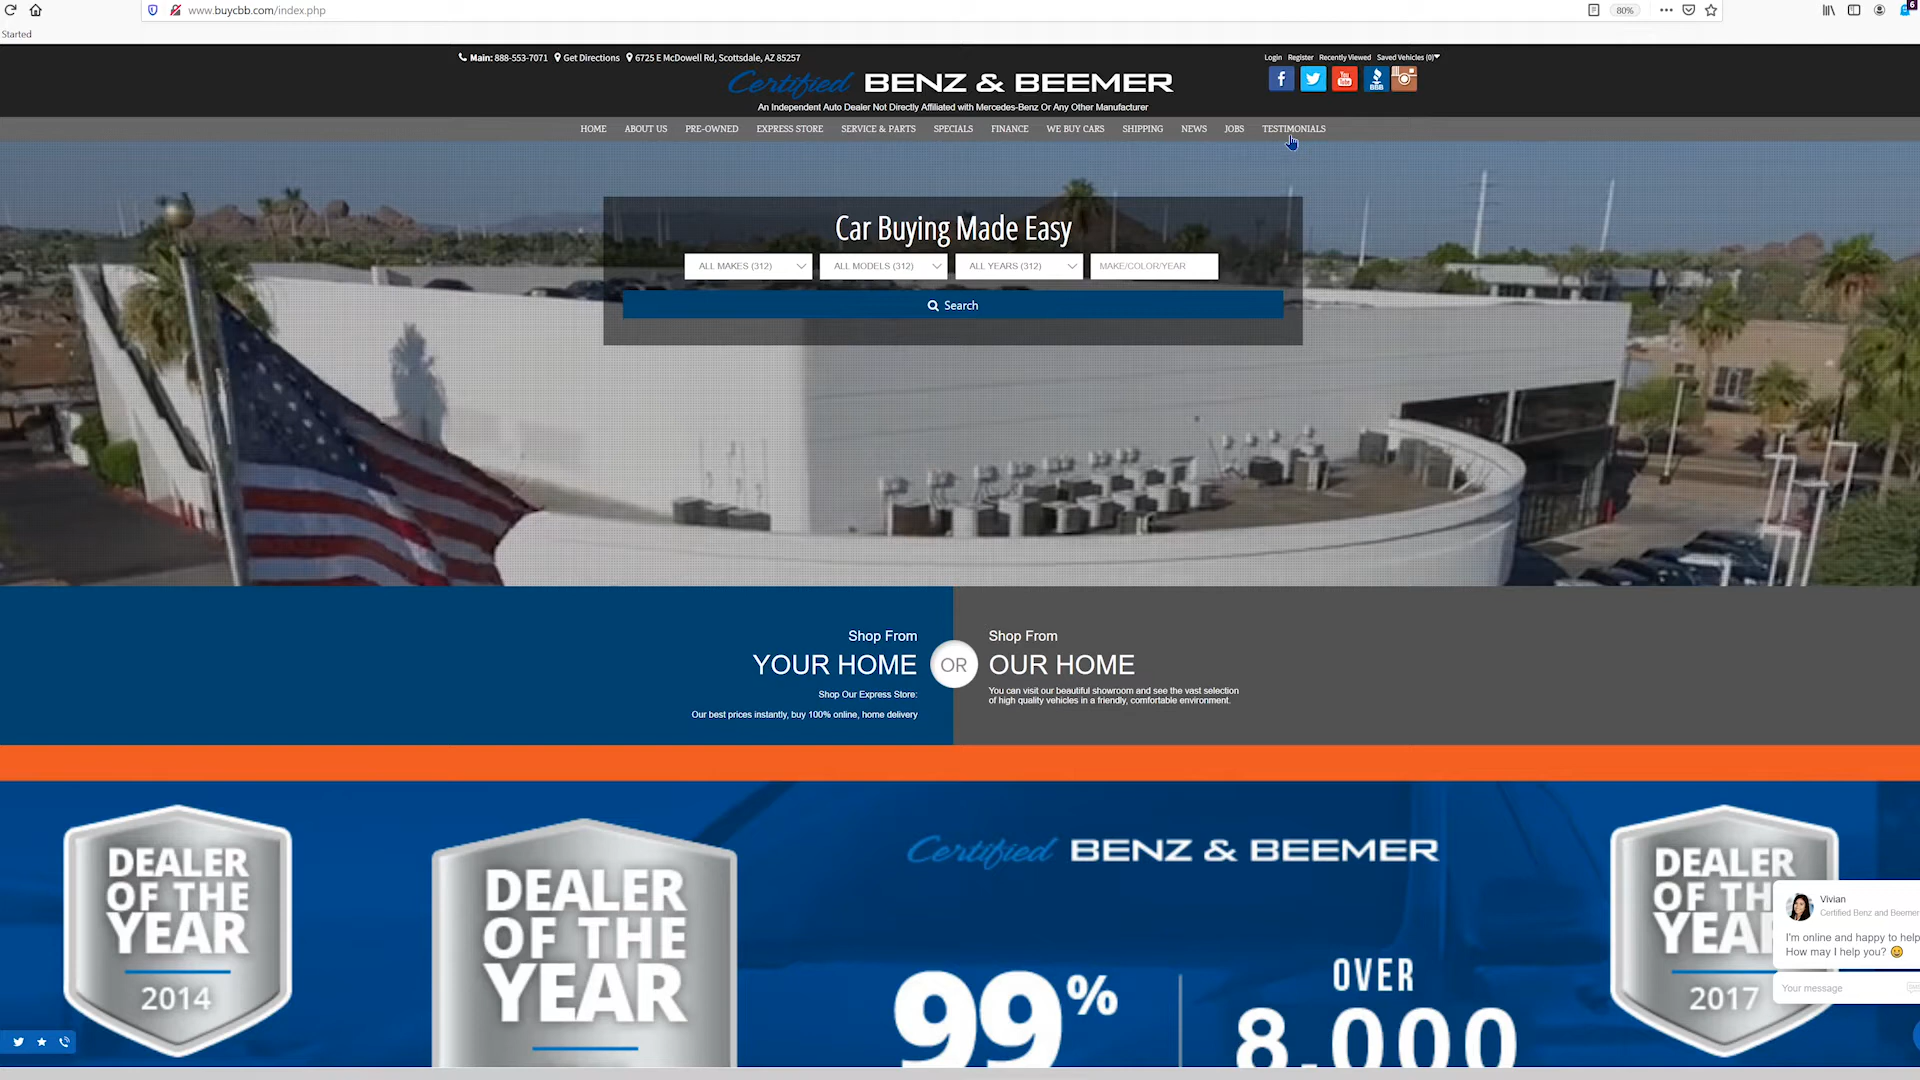 www.buycbb.com/index.php
80%
6
Started
Main: 888-553-7071 Get Directions 6725 E McDowell Rd, Scottsdale, AZ 85257
Login Register Recently Viewed Saved Vehicles (0)
Certified BENZ & BEEMER
An Independent Auto Dealer Not Directly Affiliated with Mercedes-Benz Or Any Other Manufacturer
You Tube
BBB
HOME ABOUT US PRE-OWNED EXPRESS STORE SERVICE & PARTS SPECIALS FINANCE WE BUY CARS SHIPPING NEWS JOBS TESTIMONIALS
Car Buying Made Easy
ALL MAKES (312) ALL MODELS (312) ALL YEARS (312) MAKE/COLOR/YEAR
Search
Shop From
YOUR HOME
Shop Our Express Store:
Our best prices instantly, buy 100% online, home delivery
OR
Shop From
OUR HOME
You can visit our beautiful showroom and see the vast selection
of high quality vehicles in a friendly, comfortable environment.
DEALER
OF THE
YEAR
2014
DEALER
OF THE
YEAR
Certified BENZ & BEEMER
99%
OVER
8,000
DEALER
OF TH
YEA
2017
Vivian
Certified Benz and Beemer
I'm online and happy to help
How may I help you?
Your message